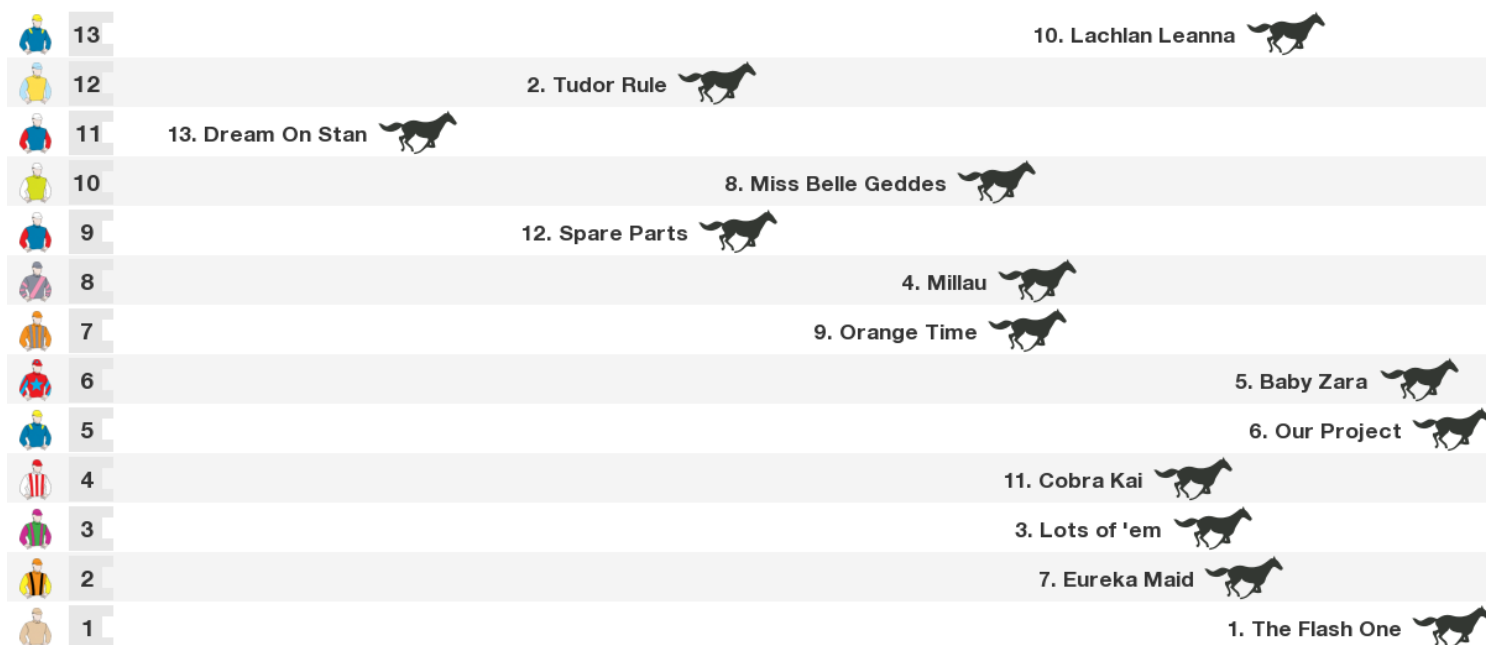 13 10. Lachlan Leanna
12 2. Tudor Rule
11 13. Dream On Stan
10 8. Miss Belle Geddes
9 12. Spare Parts
8 4. Millau
7 9. Orange Time
6 5. Baby Zara
5 6. Our Project
4 11. Cobra Kai
3 3. Lots of 'em
2 7. Eureka Maid
1 1. The Flash One